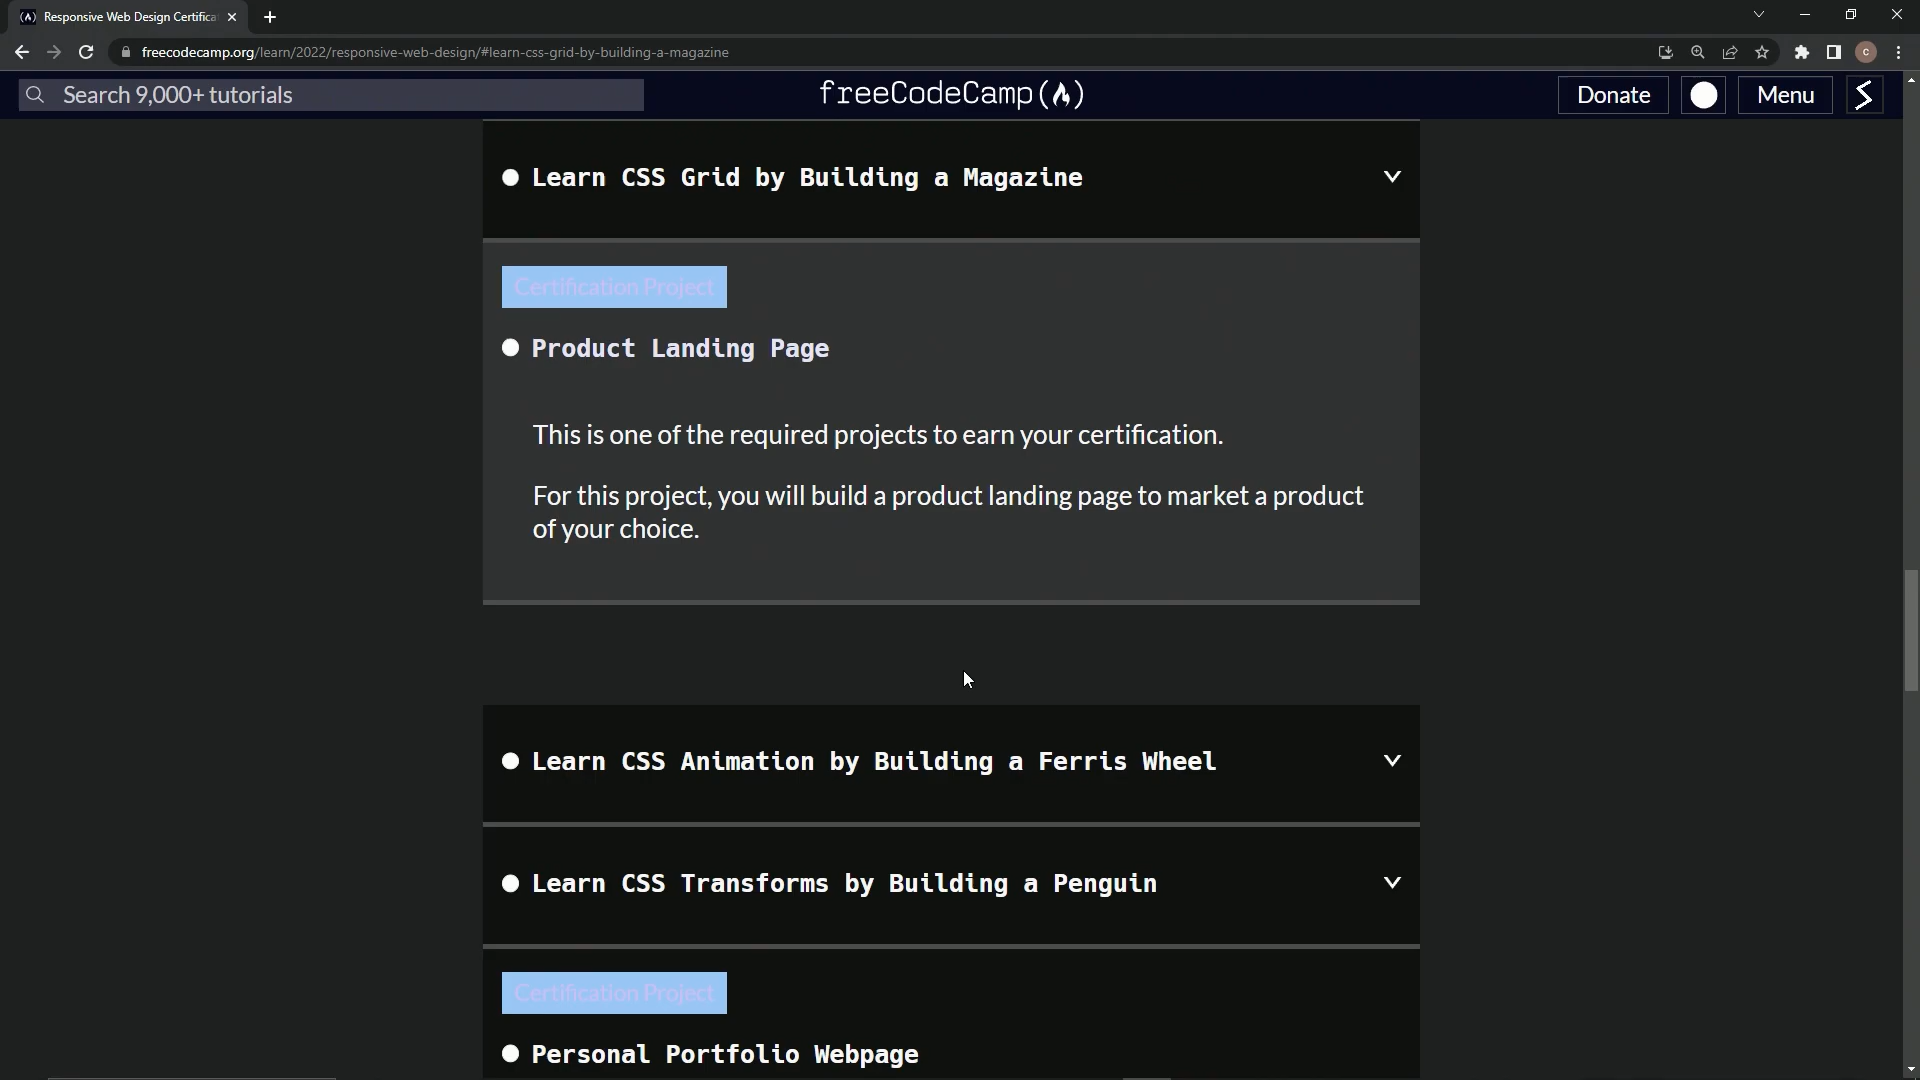 Responsive Web Design Certifica
freecodecamp.org/learn/2022/responsive-web-design/#learn-css-grid-by-building-a-magazine
C
Search 9,000+ tutorials
freeCodeCamp
Donate
Menu
Learn CSS Grid by Building a Magazine
Certification Project
Product Landing Page
This is one of the required projects to earn your certification.
For this project, you will build a product landing page to market a product
of your choice.
Learn CSS Animation by Building a Ferris Wheel
Learn CSS Transforms by Building a Penguin
Certification Project
Personal Portfolio Webpage